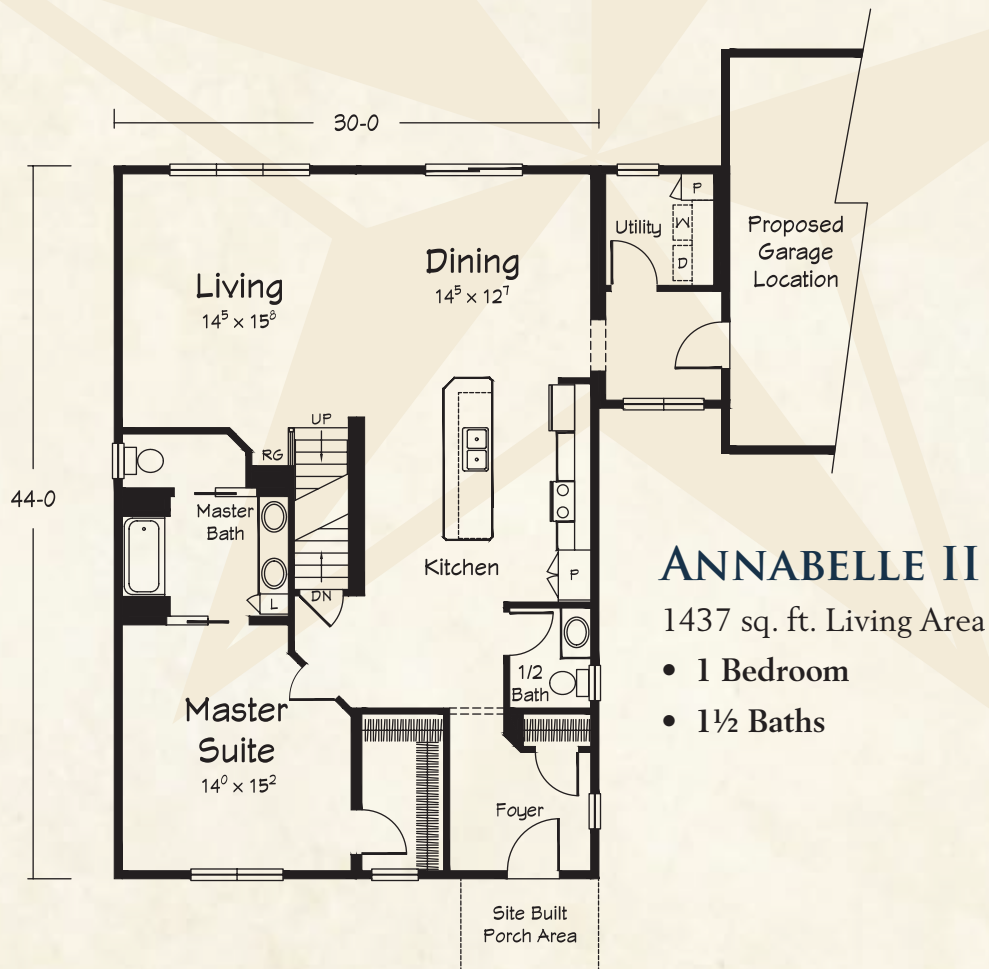 30-0
P
Utility
W
D
Proposed
Garage
Location
Living
14⁵ x 15⁸
Dining
14⁵ x 12⁷
UP
RG
44-0
Master
Bath
Kitchen
P
L
DN
ANNABELLE II
1437 sq. ft. Living Area
• 1 Bedroom
• 1½ Baths
1/2
Bath
Master
Suite
14⁰ x 15²
Foyer
Site Built
Porch Area